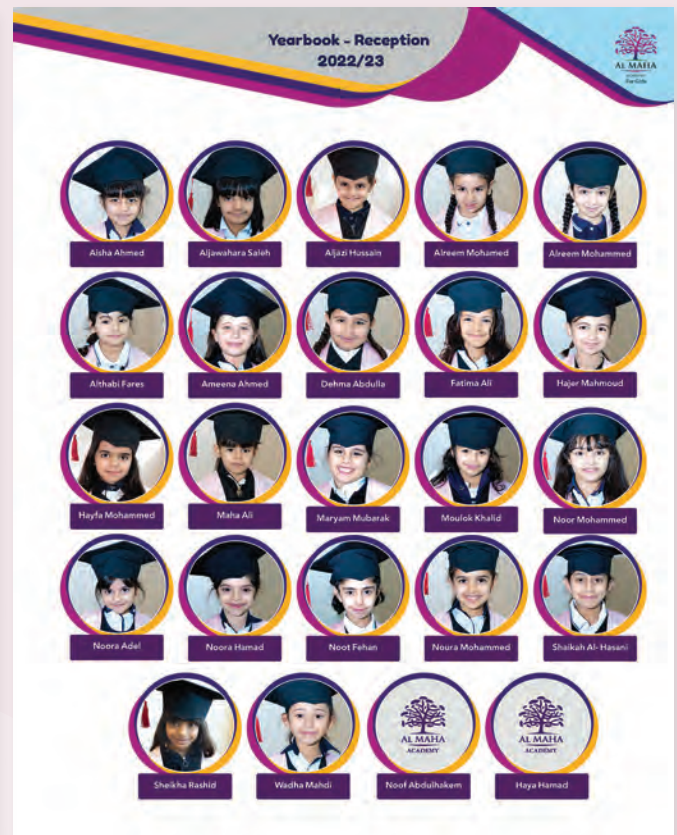 Yearbook - Reception
2022/23
AL MAHA
ACADEMY
For Girls
Aisha Ahmed
Aljawahara Saleh
Aljazi Hussain
Alreem Mohamed
Alreem Mohammed
Althabi Fares
Ameena Ahmed
Dehma Abdulla
Fatima Ali
Hajer Mahmoud
Hayfa Mohammed
Maha Ali
Maryam Mubarak
Moulok Khalid
Noor Mohammed
Noora Adel
Noora Hamad
Noot Fehan
Noura Mohammed
Shaikah Al- Hasani
AL MAHA
ACADEMY
AL MAHA
ACADEMY
Sheikha Rashid
Wadha Mahdi
Noof Abdulhakem
Haya Hamad